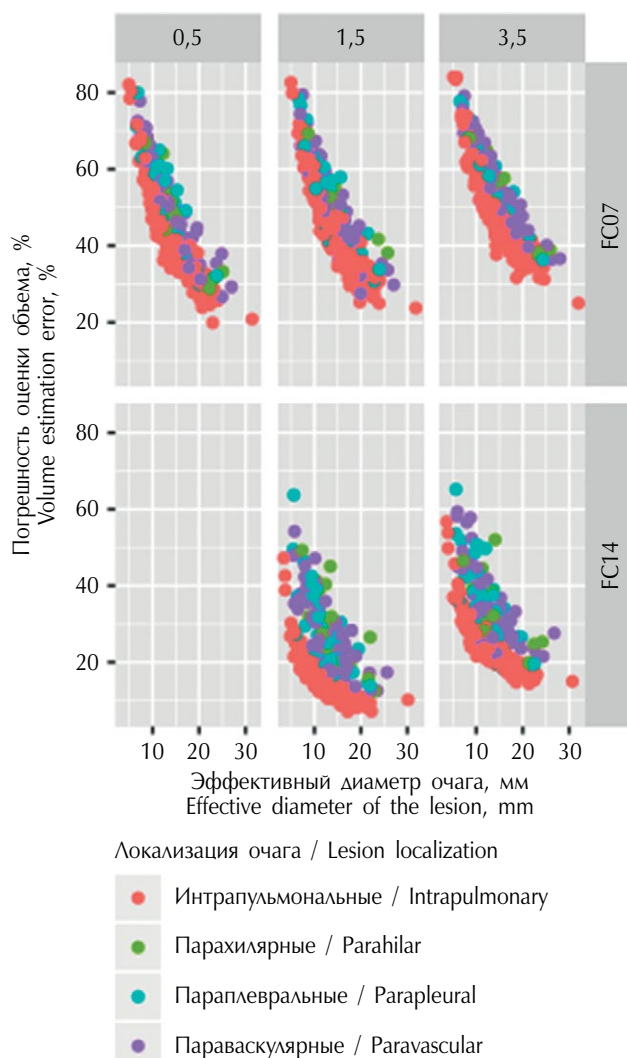 0,5 1,5 3,5
80
60
40
20
FC07
80
60
40
20
FC14
Погрешность оценки объема, %
Volume estimation error, %
10 20 30 10 20 30 10 20 30
Эффективный диаметр очага, мм
Effective diameter of the lesion, mm
Локализация очага / Lesion localization
Интрапульмональные / Intrapulmonary
Парахилярные / Parahilar
Параплевральные / Parapleural
Параваскулярные / Paravascular